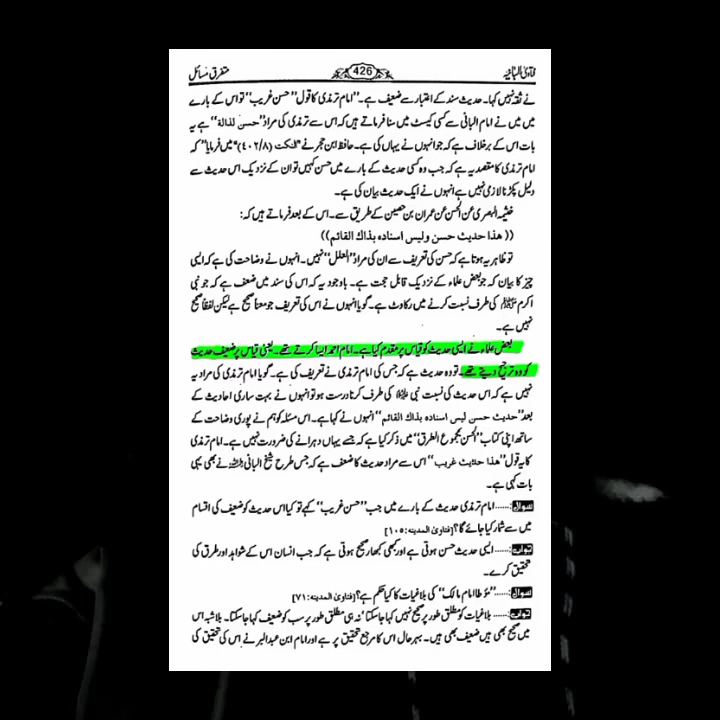 فتاویٰ البانیہ 426 متفرق مسائل
نے ثقہ نہیں کہا۔ حدیث سند کے اعتبار سے ضعیف ہے۔ "امام ترمذی کا قول "حسن غریب" تو اس کے بارے
میں میں نے امام البانی سے کسی کیسٹ میں سنا فرماتے ہیں کہ اس سے ترمذی کی مراد "حسن لذاتہ" ہے یہ
بات اس کے برخلاف ہے کہ جو انہوں نے یہاں کی ہے۔ حافظ ابن حجر نے "النکت (۴۰۲/۸)" میں فرمایا "کہ
امام ترمذی کا مقصد یہ ہے کہ جب وہ کسی حدیث کے بارے میں حسن کہیں تو ان کے نزدیک اس حدیث سے
دلیل پکڑنا لازمی نہیں ہے انہوں نے ایک حدیث بیان کی ہے۔
خثیمہ البصری عن الحسن عن عمران بن حصین کے طریق سے۔ اس کے بعد فرماتے ہیں کہ:
((هذا حدیث حسن ولیس اسناده بذاك القائم))
تو ظاہر یہ ہوتا ہے کہ حسن کی تعریف سے ان کی مراد "العلل" نہیں۔ انہوں نے وضاحت کی ہے کہ ایسی
چیز کا بیان کہ جو بعض علماء کے نزدیک قابل حجت ہے۔ باوجود یہ کہ اس کی سند میں ضعف ہے کہ جو نبی
اکرم ﷺ کی طرف نسبت کرنے میں رکاوٹ ہے۔ گویا انہوں نے اس کی تعریف جو معنا صحیح ہے لیکن لفظا صحیح
نہیں ہے۔
بعض علماء نے ایسی حدیث کو قیاس پر مقدم کیا ہے۔ امام احمد ایسا کرتے تھے۔ یعنی قیاس پر ضعیف حدیث
کو وہ ترجیح دیتے تھے۔ تو وہ حدیث ہے کہ جس کی امام ترمذی نے تعریف کی ہے۔ گویا امام ترمذی کی مراد یہ
نہیں ہے کہ اس حدیث کی نسبت نبی ﷺ کی طرف کرنا درست ہو تو انہوں نے بہت ساری احادیث کے
بعد "حدیث حسن لیس اسناده بذاك القائم" انہوں نے کہا ہے۔ اس مسئلہ کو ہم نے پوری وضاحت کے
ساتھ اپنی کتاب "الحسن بمجموع الطرق" میں ذکر کیا ہے کہ جسے یہاں دہرانے کی ضرورت نہیں ہے۔ امام ترمذی
کا یہ قول "هذا حدیث غریب" اس سے مراد حدیث کا ضعف ہے کہ جس طرح شیخ البانی رحمہ اللہ نے بھی یہی
بات کہی ہے۔
سوال:...... امام ترمذی حدیث کے بارے میں جب "حسن غریب" کہے تو کیا اس حدیث کو ضعیف کی اقسام
میں سے شمار کیا جائے گا؟ [فتاویٰ المدینہ: ۱۰۵]
جواب:...... ایسی حدیث حسن ہوتی ہے اور کبھی کبھار صحیح ہوتی ہے کہ جب انسان اس کے شواہد اور طرق کی
تحقیق کرے۔
سوال:...... "مؤطا امام مالک" کی بلاغیات کا کیا حکم ہے؟ [فتاویٰ المدینہ: ۷۱]
جواب:...... بلاغیات کو مطلق طور پر صحیح نہیں کہا جا سکتا نہ ہی مطلق طور پر سب کو ضعیف کہا جا سکتا۔ بلاشبہ اس
میں صحیح بھی ہیں ضعیف بھی ہیں۔ بہرحال اس کا مرجع تحقیق پر ہے اور امام ابن عبدالبر نے اس کی تحقیق کی